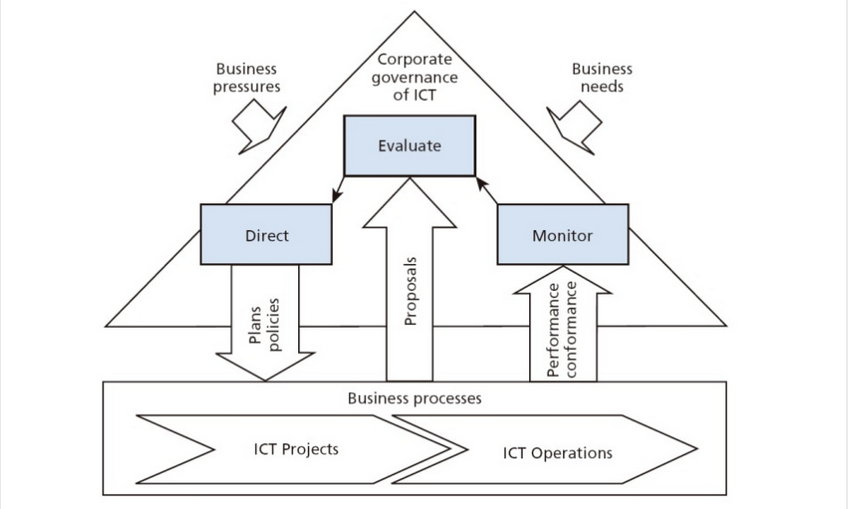 Corporate
governance
of ICT
Business
pressures
Business
needs
Evaluate
Direct
Monitor
Plans
policies
Proposals
Performance
conformance
Business processes
ICT Projects
ICT Operations